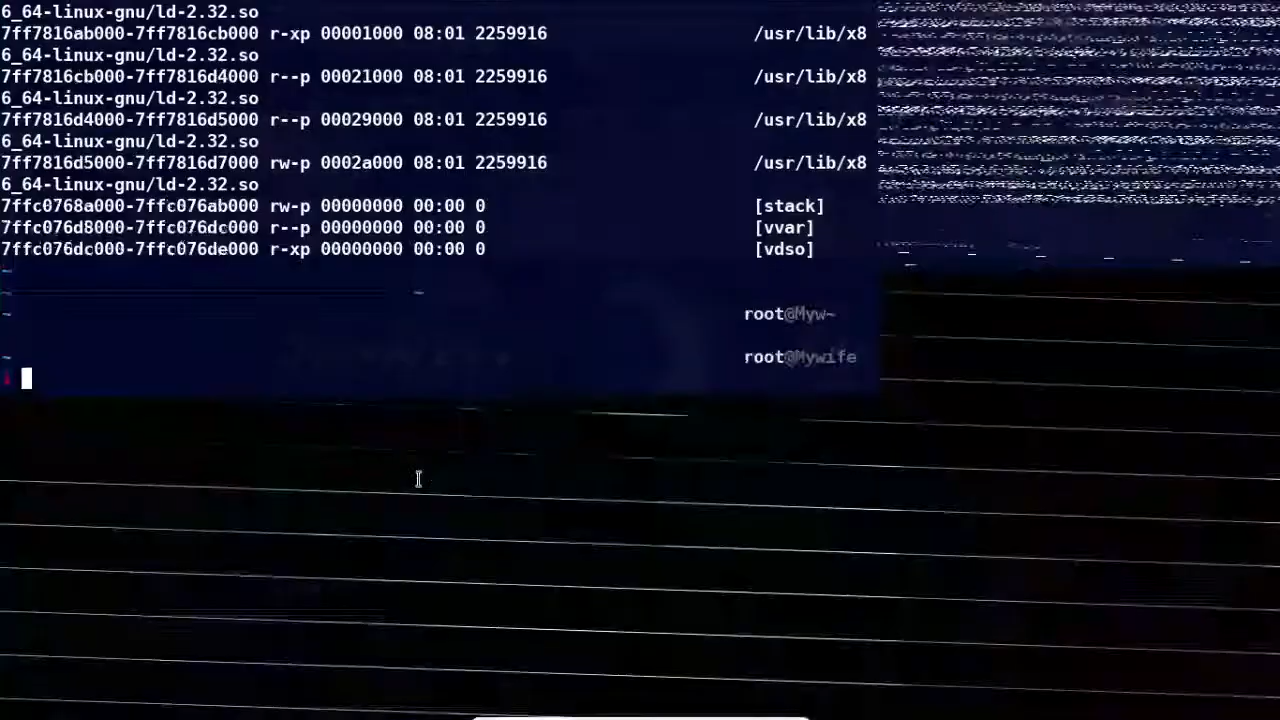 6_64-linux-gnu/ld-2.32.so
7ff7816ab000-7ff7816cb000 r-xp 00001000 08:01 2259916 /usr/lib/x8
6_64-linux-gnu/ld-2.32.so
7ff7816cb000-7ff7816d4000 r--p 00021000 08:01 2259916 /usr/lib/x8
6_64-linux-gnu/ld-2.32.so
7ff7816d4000-7ff7816d5000 r--p 00029000 08:01 2259916 /usr/lib/x8
6_64-linux-gnu/ld-2.32.so
7ff7816d5000-7ff7816d7000 rw-p 0002a000 08:01 2259916 /usr/lib/x8
6_64-linux-gnu/ld-2.32.so
7ffc0768a000-7ffc076ab000 rw-p 00000000 00:00 0 [stack]
7ffc076d8000-7ffc076dc000 r--p 00000000 00:00 0 [vvar]
7ffc076dc000-7ffc076de000 r-xp 00000000 00:00 0 [vdso]
~
~ ~
~ root@Myw~
~ root@Mywife